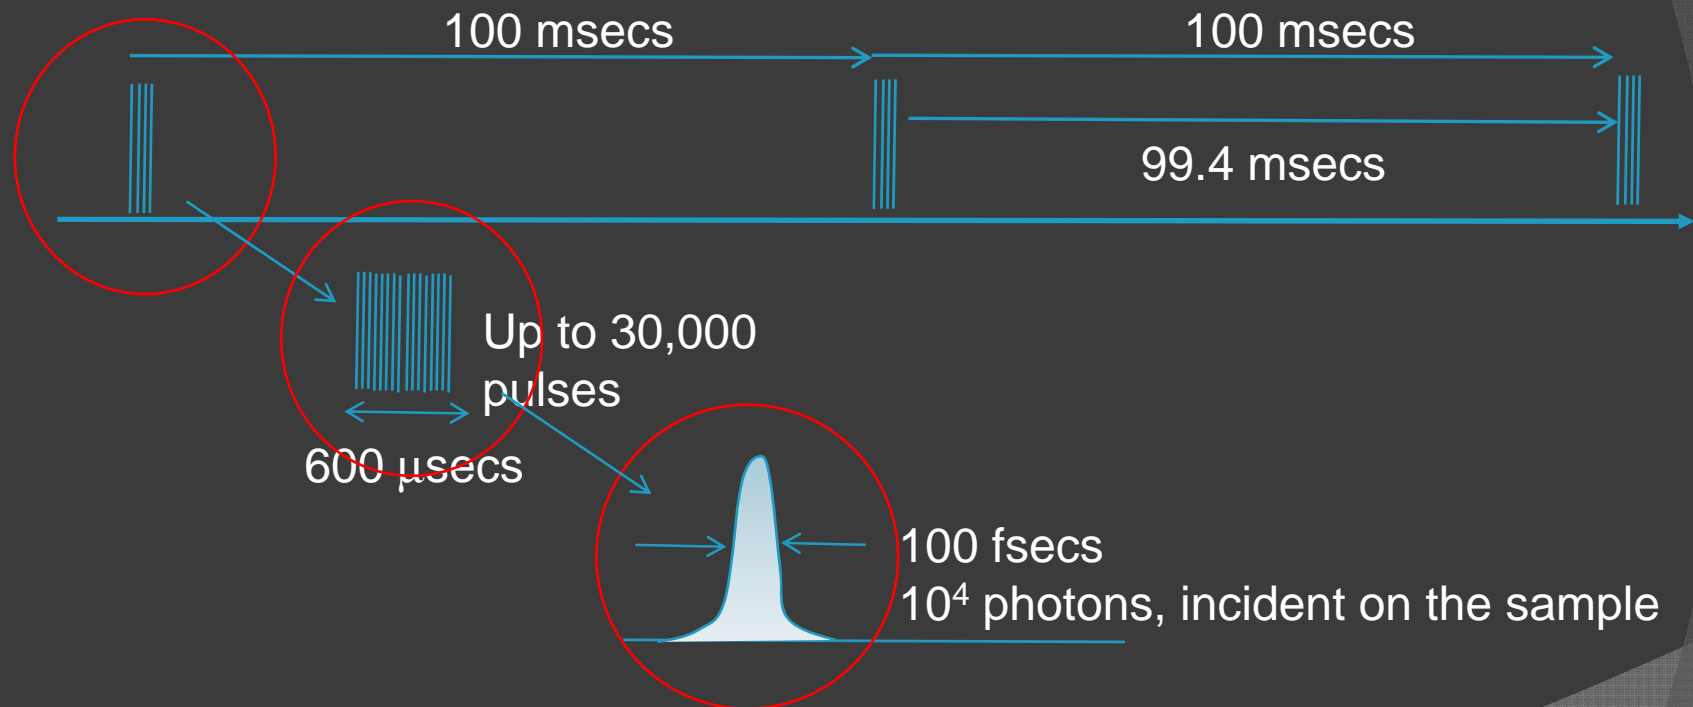 100 msecs
100 msecs
99.4 msecs
Up to 30,000
pulses
600 μsecs
100 fsecs
10⁴ photons, incident on the sample